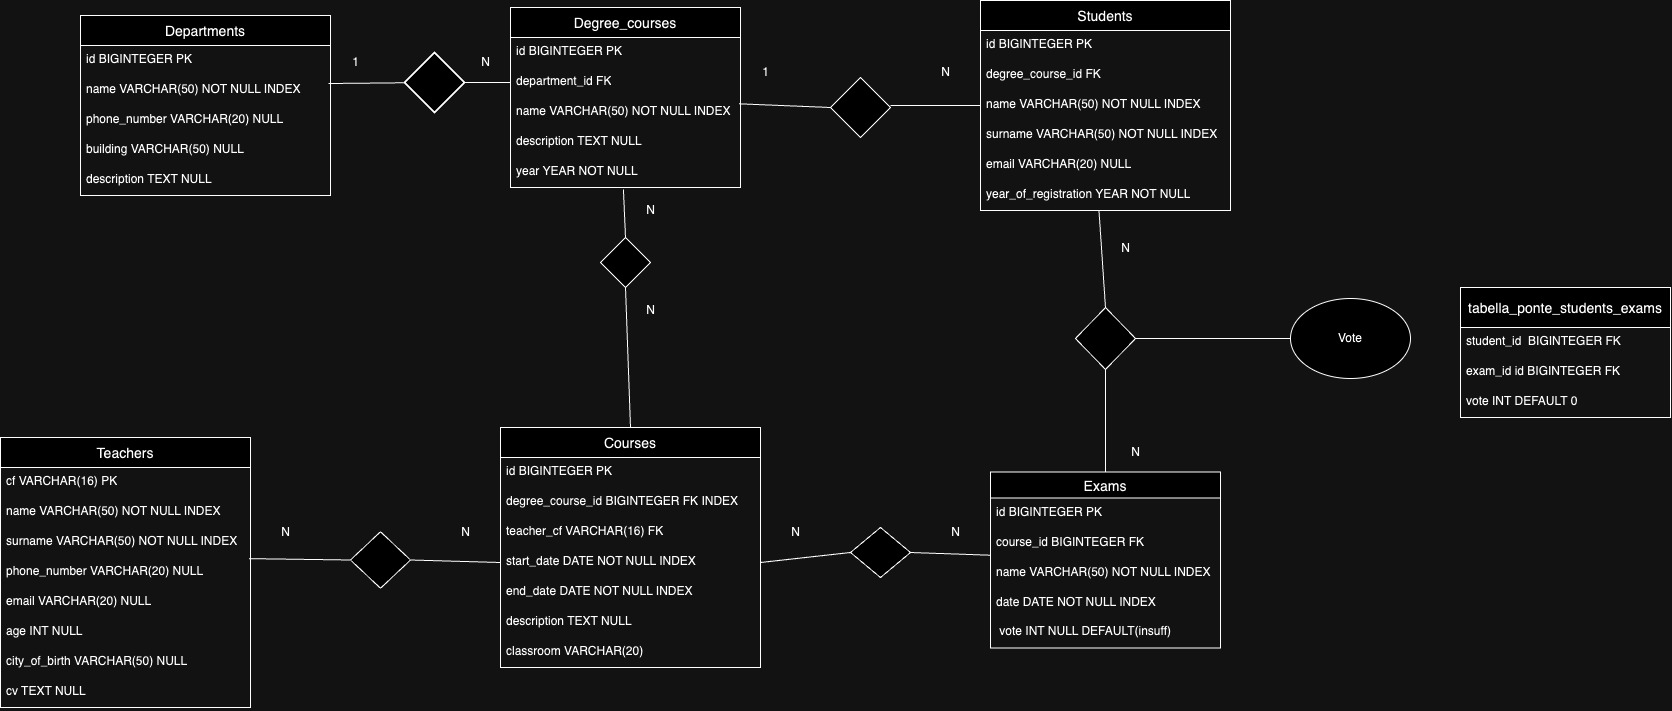 Departments
id BIGINTEGER PK
name VARCHAR(50) NOT NULL INDEX
phone_number VARCHAR(20) NULL
building VARCHAR(50) NULL
description TEXT NULL
1
N
Degree_courses
id BIGINTEGER PK
department_id FK
name VARCHAR(50) NOT NULL INDEX
description TEXT NULL
year YEAR NOT NULL
1
N
Students
id BIGINTEGER PK
degree_course_id FK
name VARCHAR(50) NOT NULL INDEX
surname VARCHAR(50) NOT NULL INDEX
email VARCHAR(20) NULL
year_of_registration YEAR NOT NULL
N
N
N
Vote
N
tabella_ponte_students_exams
student_id  BIGINTEGER FK
exam_id id BIGINTEGER FK
vote INT DEFAULT 0
Teachers
cf VARCHAR(16) PK
name VARCHAR(50) NOT NULL INDEX
surname VARCHAR(50) NOT NULL INDEX
phone_number VARCHAR(20) NULL
email VARCHAR(20) NULL
age INT NULL
city_of_birth VARCHAR(50) NULL
cv TEXT NULL
N
N
Courses
id BIGINTEGER PK
degree_course_id BIGINTEGER FK INDEX
teacher_cf VARCHAR(16) FK
start_date DATE NOT NULL INDEX
end_date DATE NOT NULL INDEX
description TEXT NULL
classroom VARCHAR(20)
N
N
Exams
id BIGINTEGER PK
course_id BIGINTEGER FK
name VARCHAR(50) NOT NULL INDEX
date DATE NOT NULL INDEX
vote INT NULL DEFAULT(insuff)